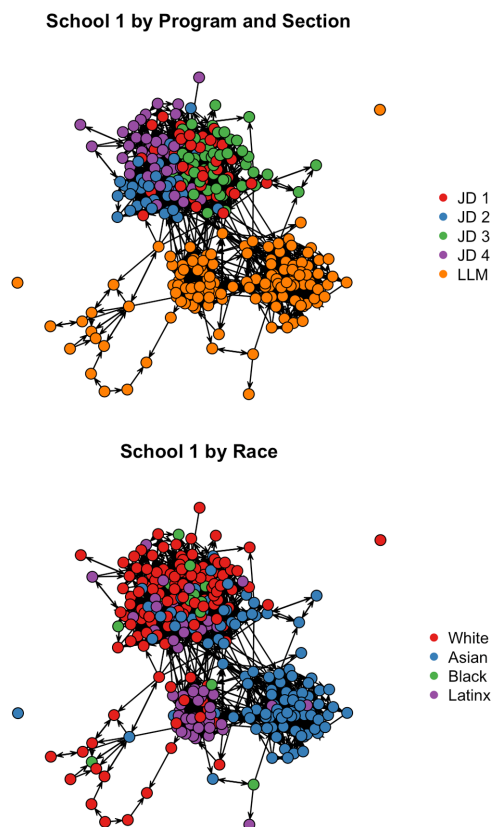 School 1 by Program and Section
JD 1
JD 2
JD 3
JD 4
LLM
School 1 by Race
White
Asian
Black
Latinx